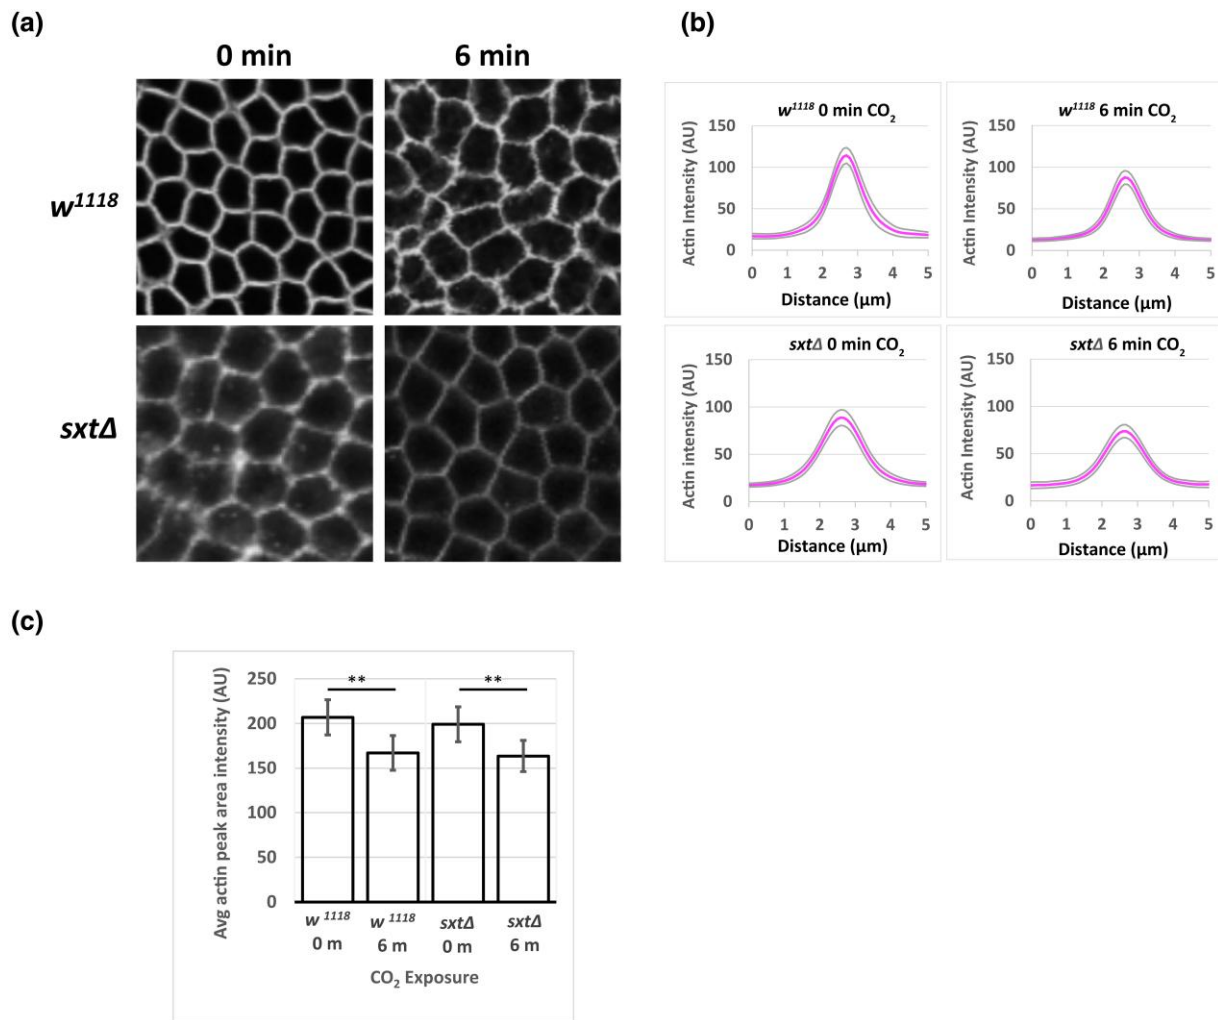 (a)
0 min
6 min
w¹¹¹⁸
sxtΔ
(b)
w¹¹¹⁸ 0 min CO₂
Actin Intensity (AU)
150
100
50
0
0 1 2 3 4 5
Distance (μm)
w¹¹¹⁸ 6 min CO₂
Actin Intensity (AU)
150
100
50
0
0 1 2 3 4 5
Distance (μm)
sxtΔ 0 min CO₂
Actin intensity (AU)
150
100
50
0
0 1 2 3 4 5
Distance (μm)
sxtΔ 6 min CO₂
Actin Intensity (AU)
150
100
50
0
0 1 2 3 4 5
Distance (μm)
(c)
Avg actin peak area intensity (AU)
250
200
150
100
50
0
** **
w ¹¹¹⁸ w ¹¹¹⁸ sxtΔ sxtΔ
0 m 6 m 0 m 6 m
CO₂ Exposure